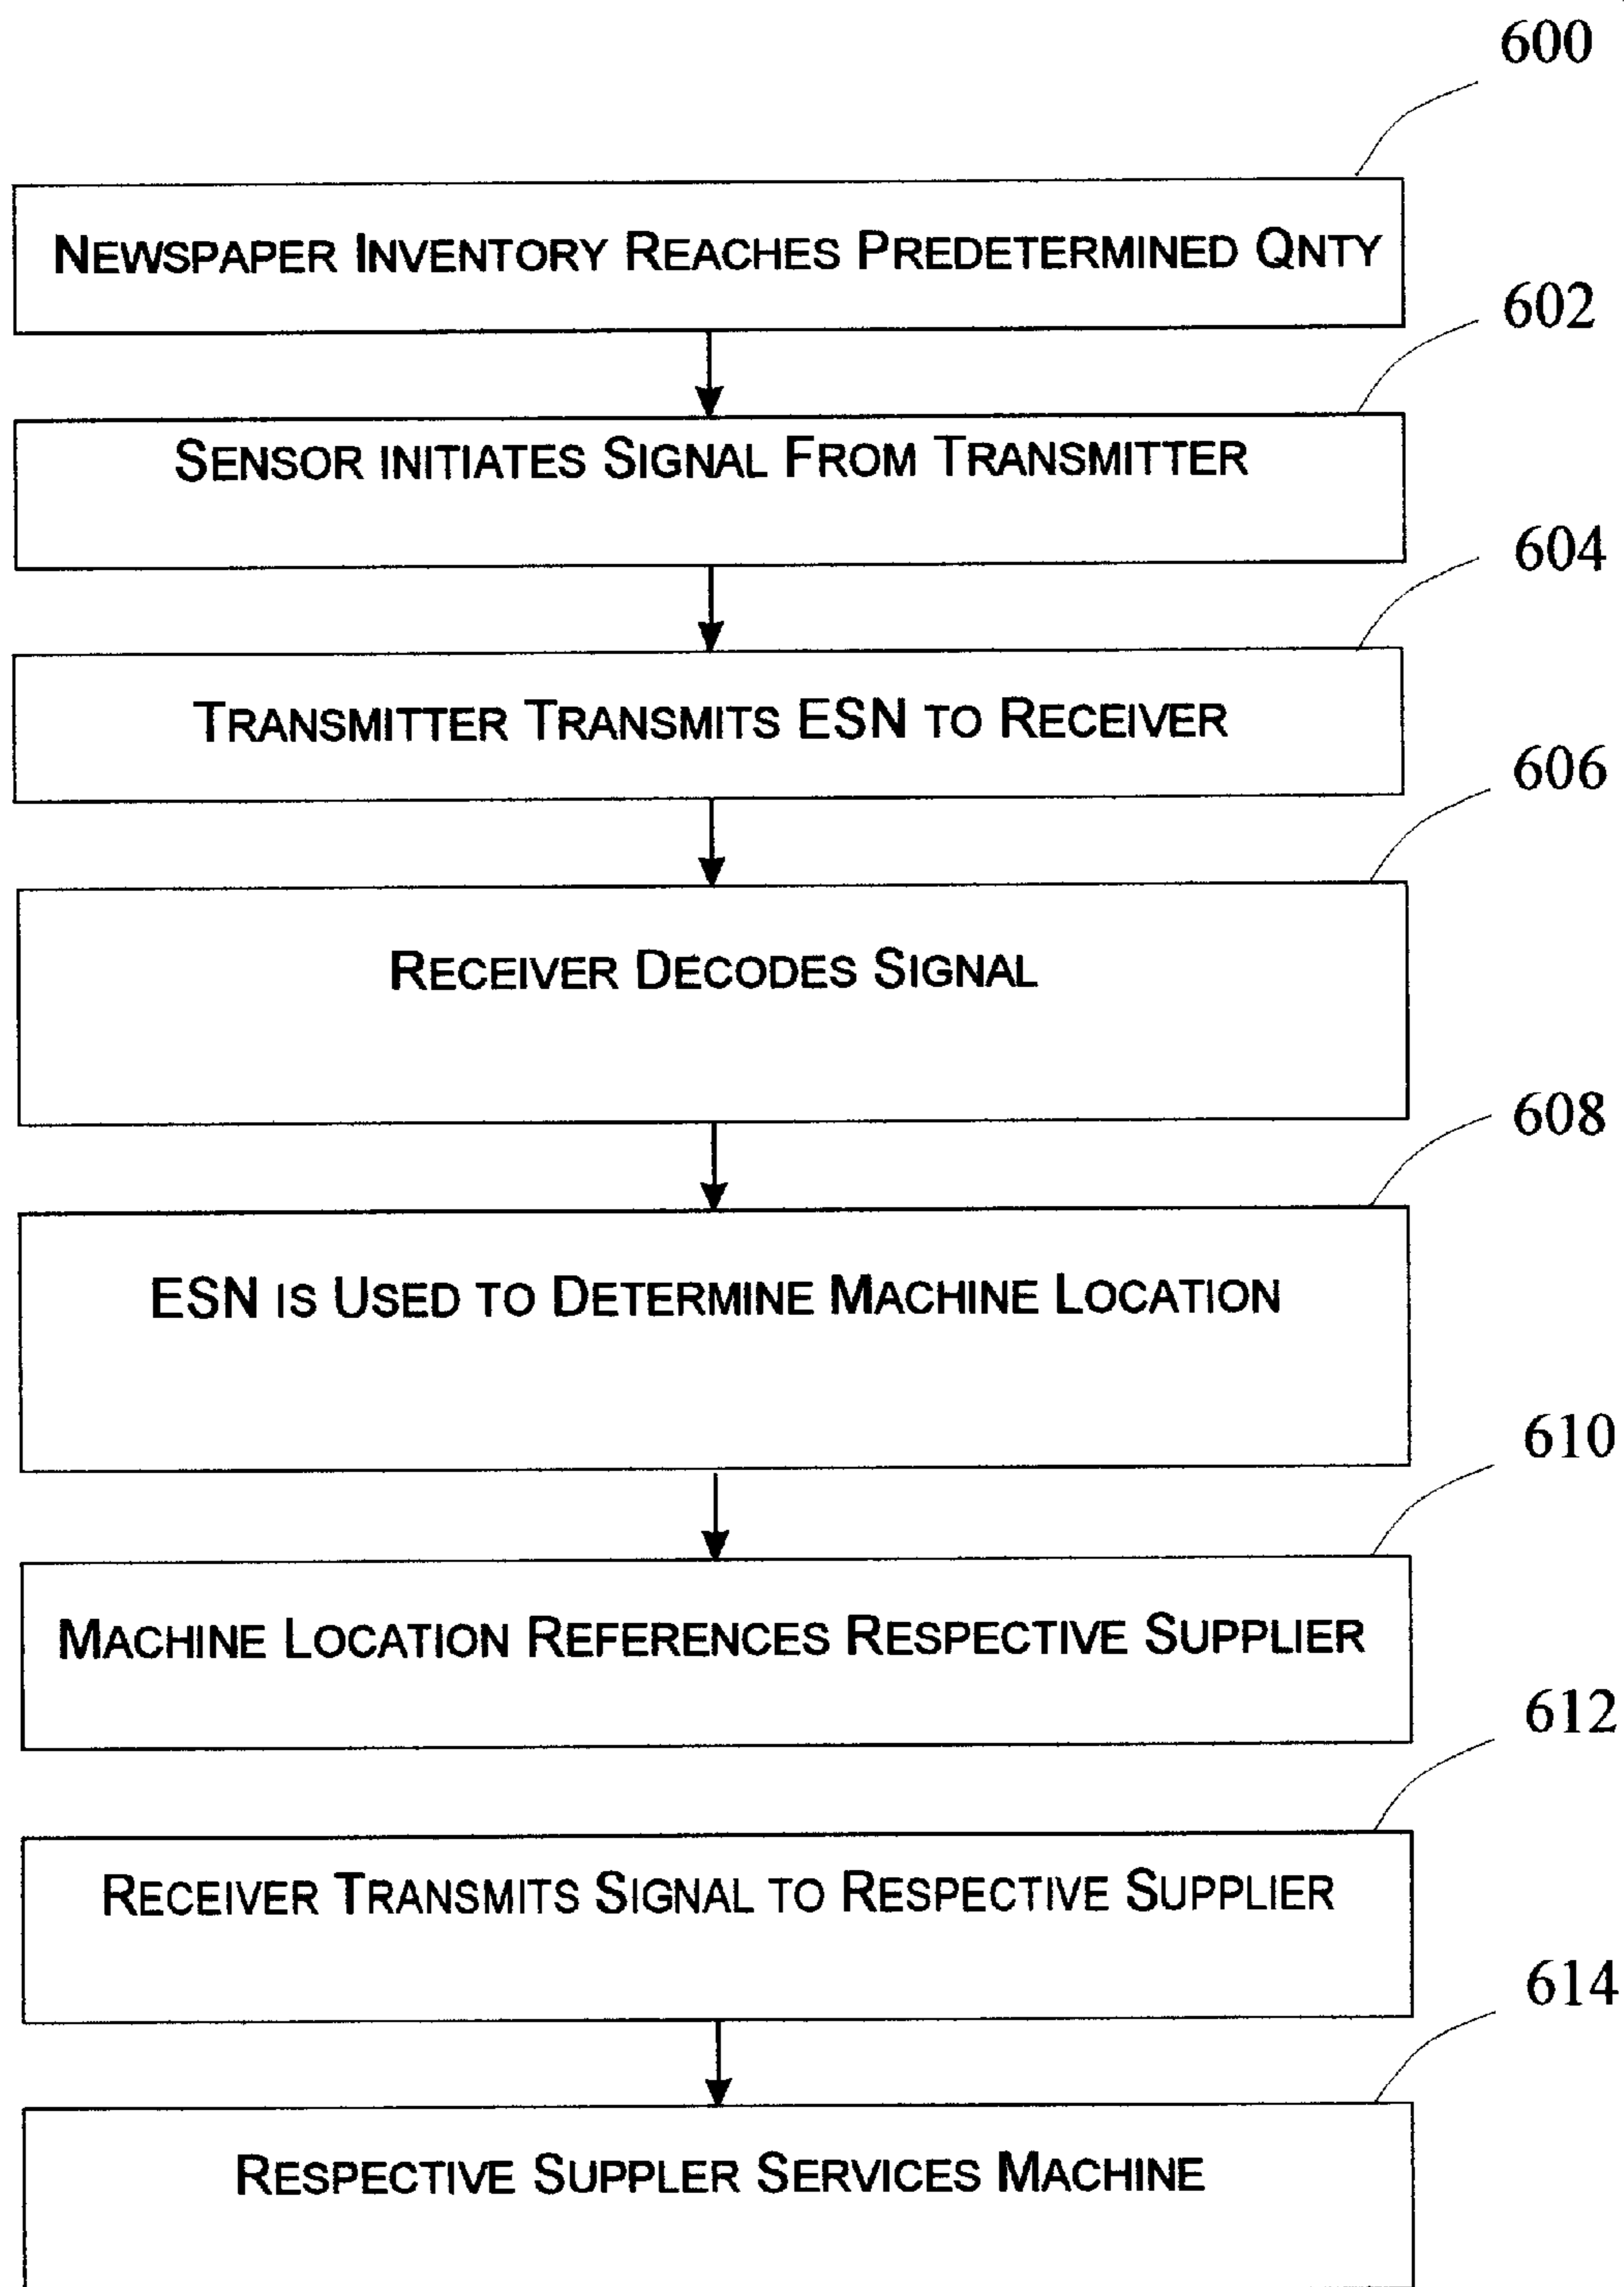 600
NEWSPAPER INVENTORY REACHES PREDETERMINED QNTY
602
SENSOR INITIATES SIGNAL FROM TRANSMITTER
604
TRANSMITTER TRANSMITS ESN TO RECEIVER
606
RECEIVER DECODES SIGNAL
608
ESN IS USED TO DETERMINE MACHINE LOCATION
610
MACHINE LOCATION REFERENCES RESPECTIVE SUPPLIER
612
RECEIVER TRANSMITS SIGNAL TO RESPECTIVE SUPPLIER
614
RESPECTIVE SUPPLER SERVICES MACHINE